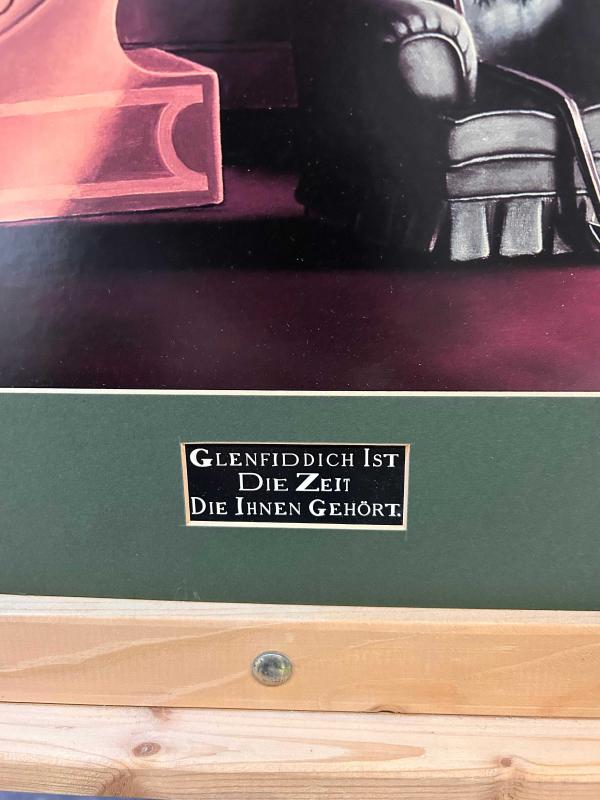 Glenfiddich Ist
Die Zeit
Die Ihnen Gehört.